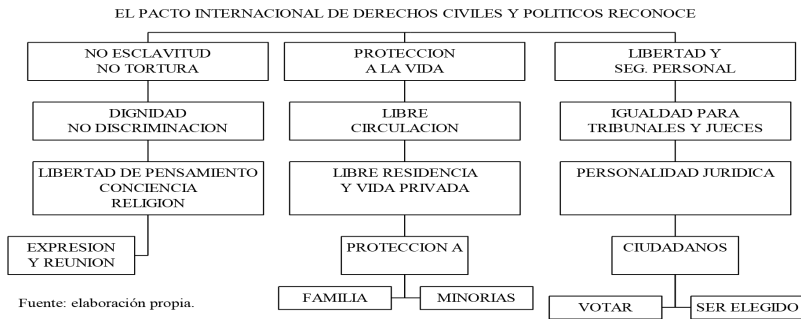 EL PACTO INTERNACIONAL DE DERECHOS CIVILES Y POLITICOS RECONOCE
NO ESCLAVITUD
NO TORTURA
PROTECCION
A LA VIDA
LIBERTAD Y
SEG. PERSONAL
DIGNIDAD
NO DISCRIMINACION
LIBRE
CIRCULACION
IGUALDAD PARA
TRIBUNALES Y JUECES
LIBERTAD DE PENSAMIENTO
CONCIENCIA
RELIGION
LIBRE RESIDENCIA
Y VIDA PRIVADA
PERSONALIDAD JURIDICA
EXPRESION
Y REUNION
PROTECCION A
CIUDADANOS
FAMILIA
MINORIAS
VOTAR
SER ELEGIDO
Fuente: elaboración propia.